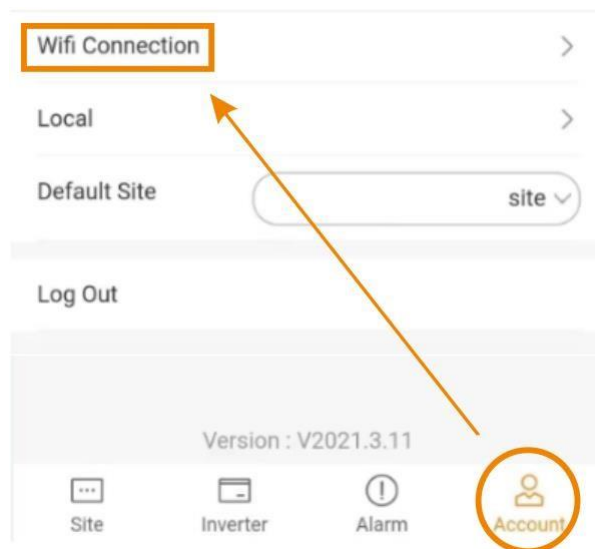 Wifi Connection
Local
Default Site
site
Log Out
Version : V2021.3.11
Site
Inverter
Alarm
Account